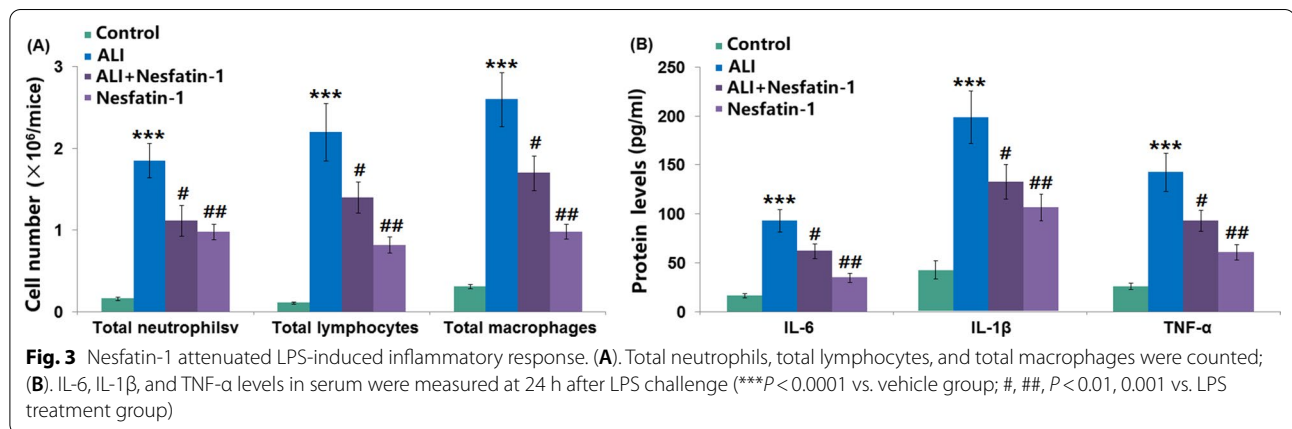 (A)
Control
ALI
ALI+Nesfatin-1
Nesfatin-1
Cell number (×10⁶/mice)
3
2
1
0
***
#
##
***
#
##
***
#
##
Total neutrophilsv
Total lymphocytes
Total macrophages
(B)
Control
ALI
ALI+Nesfatin-1
Nesfatin-1
Protein levels (pg/ml)
250
200
150
100
50
0
***
#
##
***
#
##
***
#
##
IL-6
IL-1β
TNF-α
Fig. 3 Nesfatin-1 attenuated LPS-induced inflammatory response. (A). Total neutrophils, total lymphocytes, and total macrophages were counted;
(B). IL-6, IL-1β, and TNF-α levels in serum were measured at 24 h after LPS challenge (***P < 0.0001 vs. vehicle group; #, ##, P < 0.01, 0.001 vs. LPS
treatment group)